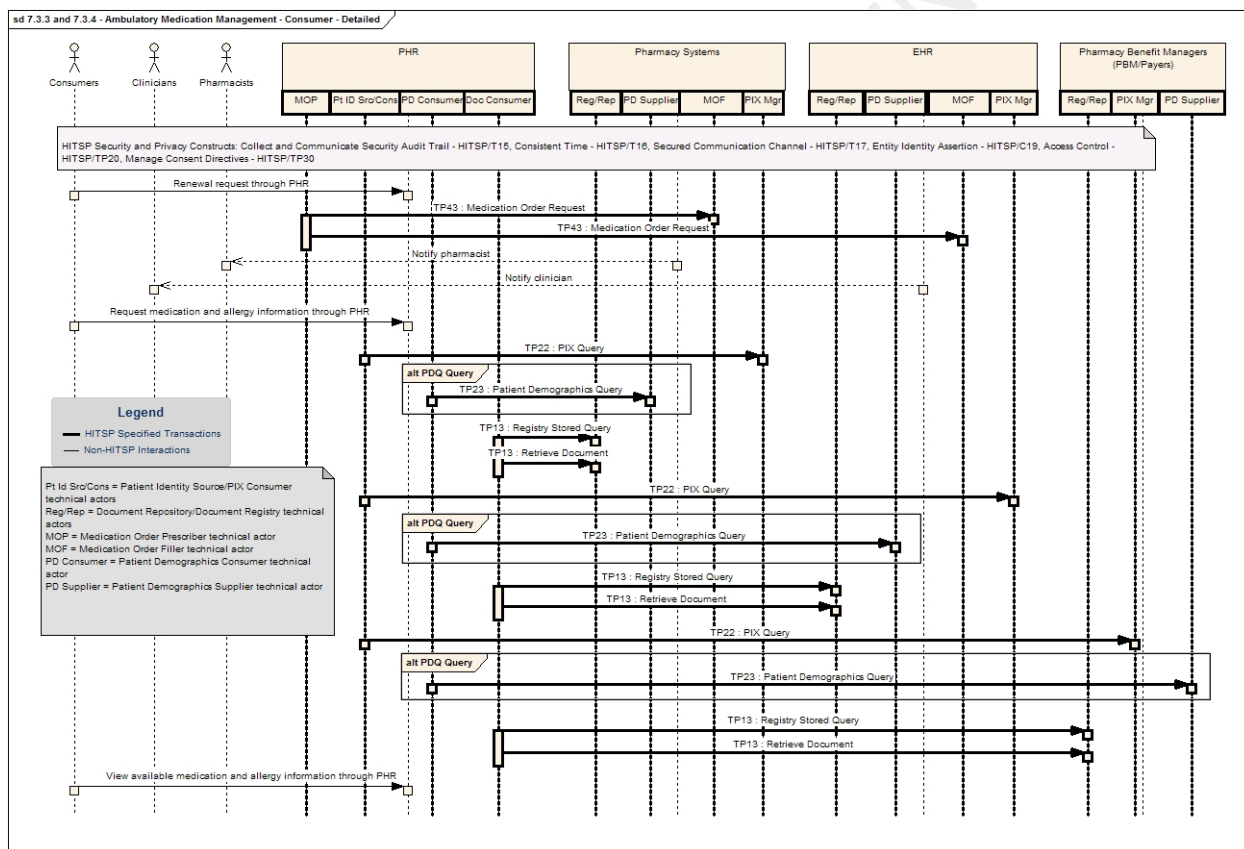 sd 7.3.3 and 7.3.4 - Ambulatory Medication Management - Consumer - Detailed
Consumers
Clinicians
Pharmacists
PHR
Pharmacy Systems
EHR
Pharmacy Benefit Managers
(PBM/Payers)
MOP
Pt ID Src/Cons
PD Consumer
Doc Consumer
Reg/Rep
PD Supplier
MOF
PIX Mgr
Reg/Rep
PD Supplier
MOF
PIX Mgr
Reg/Rep
PIX Mgr
PD Supplier
HITSP Security and Privacy Constructs: Collect and Communicate Security Audit Trail - HITSP/T15, Consistent Time - HITSP/T16, Secured Communication Channel - HITSP/T17, Entity Identity Assertion - HITSP/C19, Access Control -
HITSP/TP20, Manage Consent Directives - HITSP/TP30
Renewal request through PHR
TP43 : Medication Order Request
TP43 : Medication Order Request
Notify pharmacist
Notify clinician
Request medication and allergy information through PHR
TP22 : PIX Query
alt PDQ Query
TP23 : Patient Demographics Query
TP13 : Registry Stored Query
TP13 : Retrieve Document
Legend
HITSP Specified Transactions
Non-HITSP Interactions
Pt Id Src/Cons = Patient Identity Source/PIX Consumer
technical actors
Reg/Rep = Document Repository/Document Registry technical
actors
MOP = Medication Order Prescriber technical actor
MOF = Medication Order Filler technical actor
PD Consumer = Patient Demographics Consumer technical
actor
PD Supplier = Patient Demographics Supplier technical actor
TP22 : PIX Query
alt PDQ Query
TP23 : Patient Demographics Query
TP13 : Registry Stored Query
TP13 : Retrieve Document
TP22 : PIX Query
alt PDQ Query
TP23 : Patient Demographics Query
TP13 : Registry Stored Query
TP13 : Retrieve Document
View available medication and allergy information through PHR